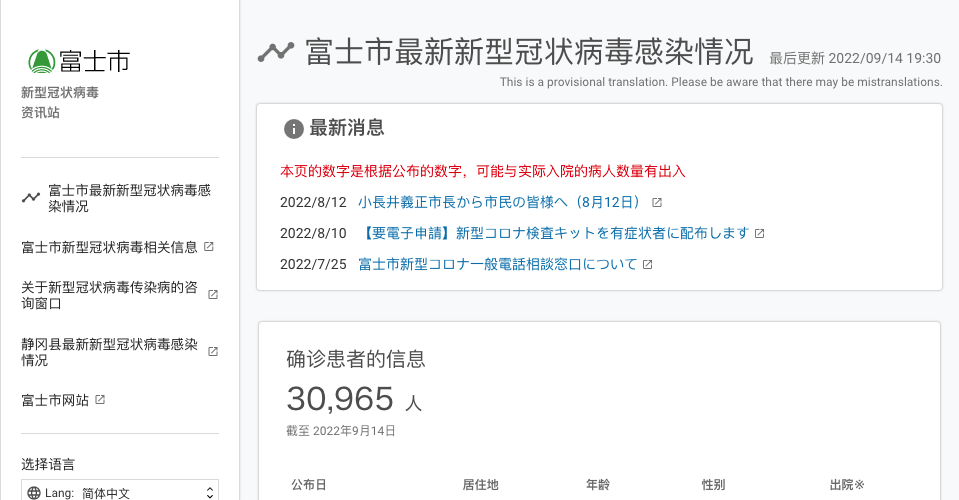 富士市
新型冠状病毒
资讯站
富士市最新新型冠状病毒感
染情况
富士市新型冠状病毒相关信息
关于新型冠状病毒传染病的咨
询窗口
静冈县最新新型冠状病毒感染
情况
富士市网站
选择语言
Lang: 简体中文
富士市最新新型冠状病毒感染情况 最后更新 2022/09/14 19:30
This is a provisional translation. Please be aware that there may be mistranslations.
最新消息
本页的数字是根据公布的数字，可能与实际入院的病人数量有出入
2022/8/12 小長井義正市長から市民の皆様へ（8月12日）
2022/8/10 【要電子申請】新型コロナ検査キットを有症状者に配布します
2022/7/25 富士市新型コロナ一般電話相談窓口について
确诊患者的信息
30,965 人
截至 2022年9月14日
公布日 居住地 年龄 性别 出院※